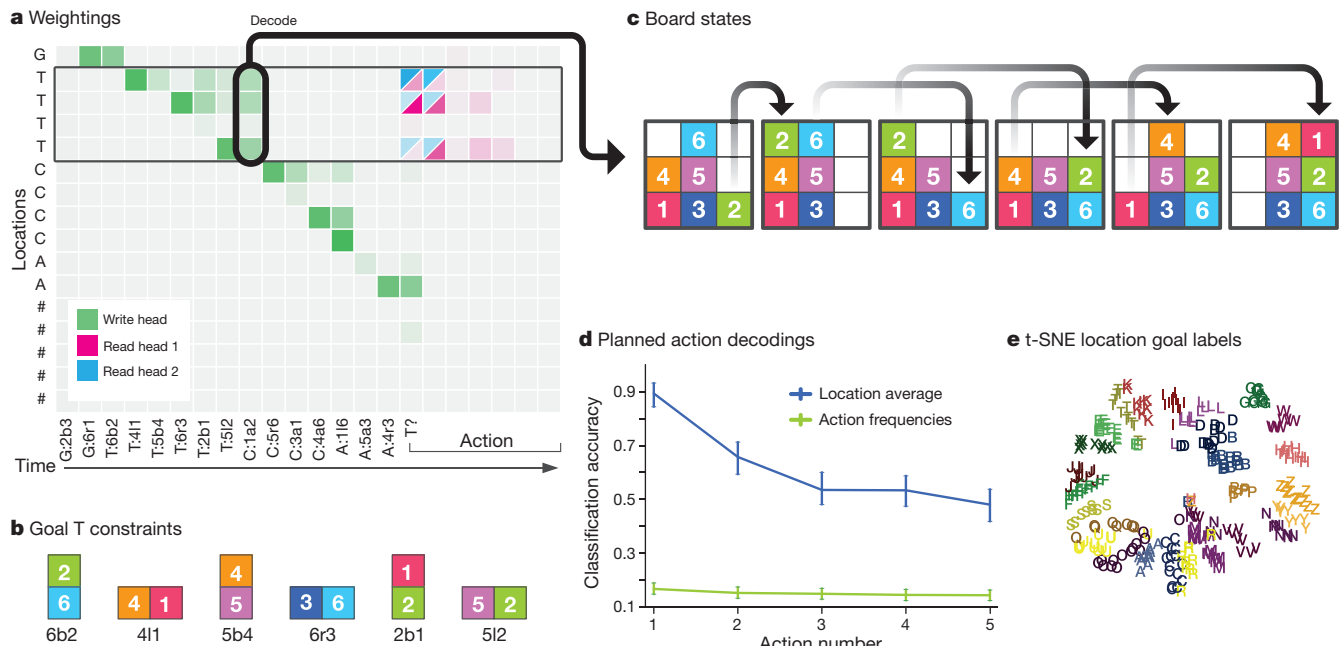 a Weightings
Decode
Locations
G
T
T
T
T
C
C
C
C
A
A
#
#
#
#
#
Write head
Read head 1
Read head 2
G:2b3
G:6r1
T:6b2
T:4l1
T:5b4
T:6r3
T:2b1
T:5l2
C:1a2
C:5r6
C:3a1
C:4a6
A:1l6
A:5a3
A:4r3
T?
Action
Time
b Goal T constraints
2 4 1
6 4 1 5 3 6 2 5 2
6b2 4l1 5b4 6r3 2b1 5l2
c Board states
6 2 6 2 4 4 1
4 5 4 5 4 5 4 5 2 5 2 5 2
1 3 2 1 3 1 3 6 1 3 6 1 3 6 3 6
d Planned action decodings
Classification accuracy
0.9
0.7
0.5
0.3
0.1
Location average
Action frequencies
1 2 3 4 5
Action number
e t-SNE location goal labels